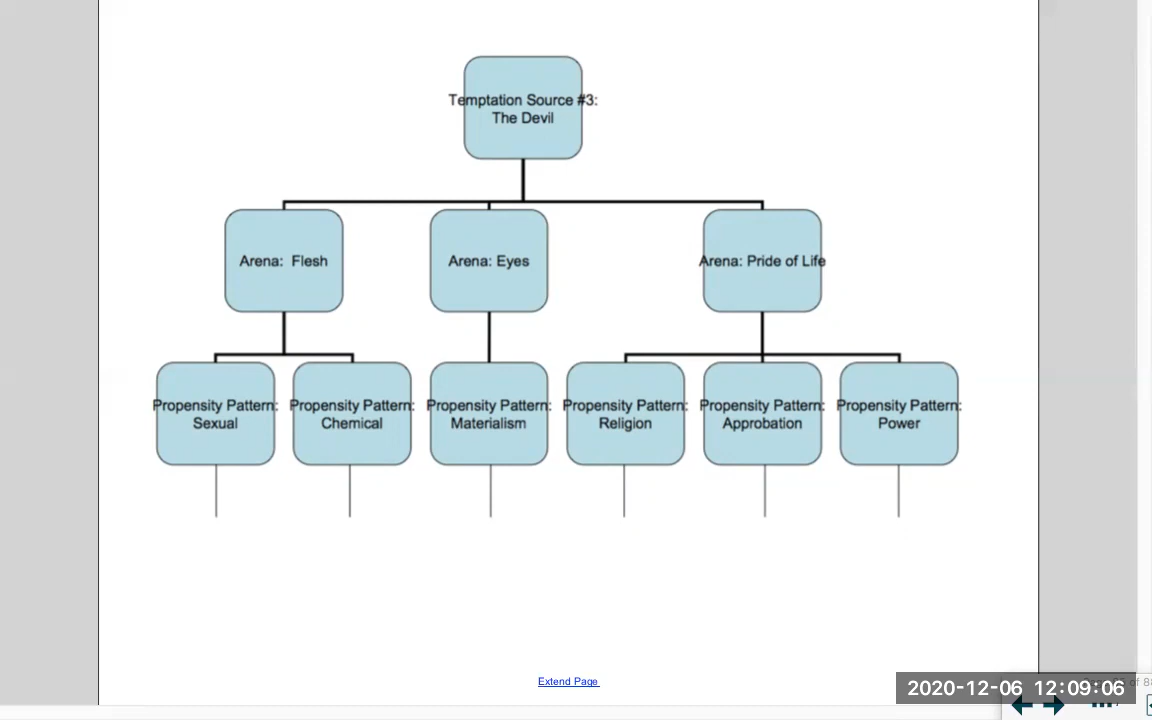 Temptation Source #3:
The Devil
Arena: Flesh
Arena: Eyes
Arena: Pride of Life
Propensity Pattern:
Sexual
Propensity Pattern:
Chemical
Propensity Pattern:
Materialism
Propensity Pattern:
Religion
Propensity Pattern:
Approbation
Propensity Pattern:
Power
Extend Page
2020-12-06 12:09:06